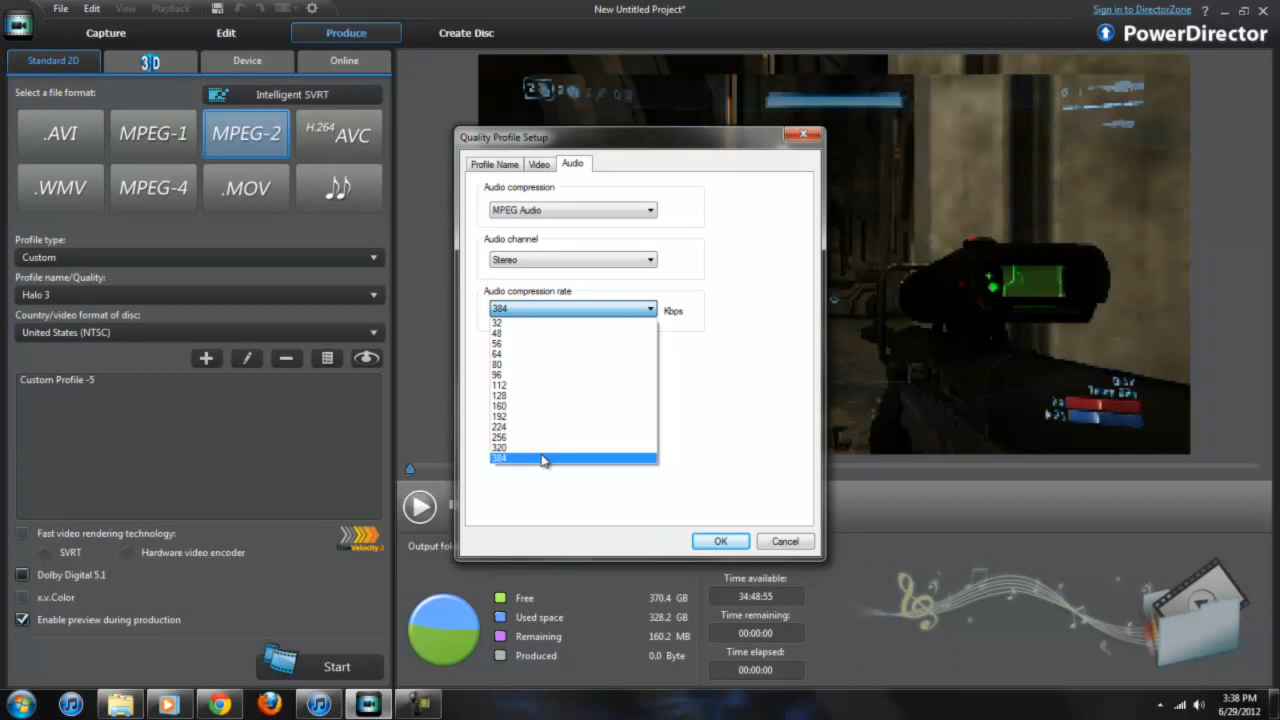 File Edit View Playback
New Untitled Project*
Sign in to DirectorZone ?
Capture Edit Produce Create Disc
PowerDirector
Standard 2D 3D Device Online
Select a file format:
Intelligent SVRT
.AVI MPEG-1 MPEG-2 H.264 AVC
.WMV MPEG-4 .MOV
Profile type:
Custom
Profile name/Quality:
Halo 3
Country/video format of disc:
United States (NTSC)
Custom Profile -5
Fast video rendering technology:
SVRT Hardware video encoder
TrueVelocity 2
Dolby Digital 5.1
x.v.Color
Enable preview during production
Start
Quality Profile Setup
Profile Name Video Audio
Audio compression
MPEG Audio
Audio channel
Stereo
Audio compression rate
384 Kbps
32
48
56
64
80
96
112
128
160
192
224
256
320
384
OK Cancel
Free 370.4 GB
Used space 328.2 GB
Remaining 160.2 MB
Produced 0.0 Byte
Time available:
34:48:55
Time remaining:
00:00:00
Time elapsed:
00:00:00
3:38 PM
6/29/2012